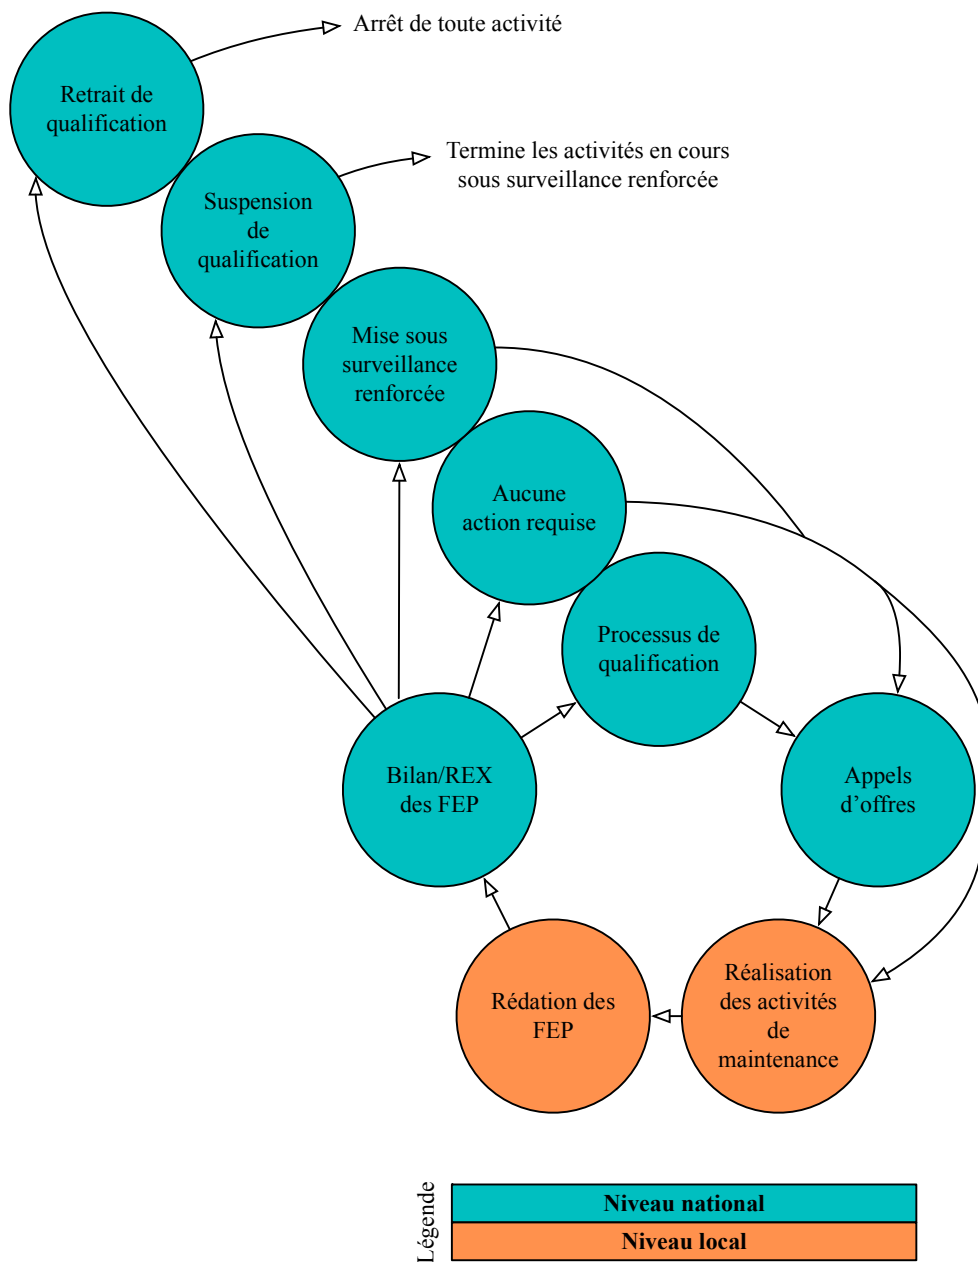 Arrêt de toute activité
Retrait de
qualification
Termine les activités en cours
sous surveillance renforcée
Suspension
de
qualification
Mise sous
surveillance
renforcée
Aucune
action requise
Processus de
qualification
Bilan/REX
des FEP
Appels
d’offres
Rédation des
FEP
Réalisation
des activités
de
maintenance
Légende
Niveau national
Niveau local